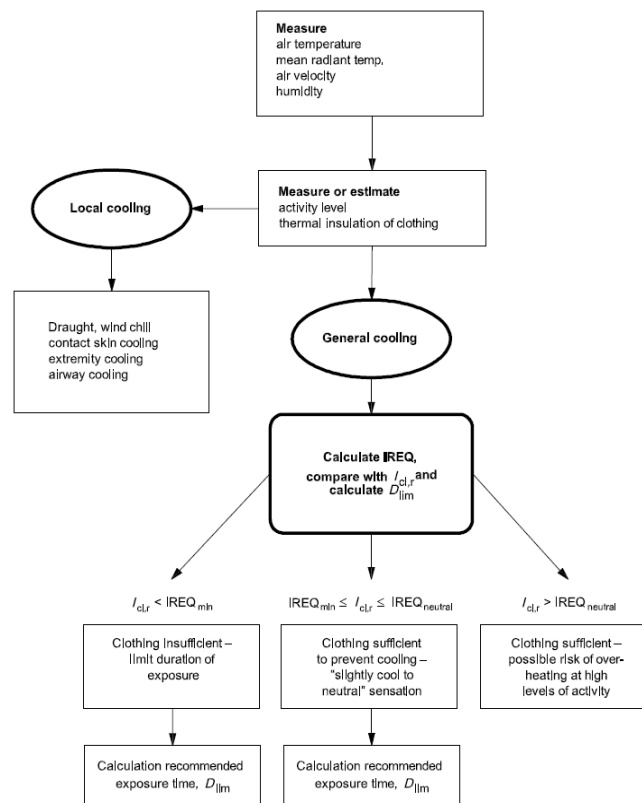 Measure
air temperature
mean radiant temp.
air velocity
humidity
Measure or estimate
activity level
thermal insulation of clothing
Local cooling
Draught, wind chill
contact skin cooling
extremity cooling
airway cooling
General cooling
Calculate IREQ,
compare with I_cl,r and
calculate D_lim
I_cl,r < IREQ_min
IREQ_min ≤ I_cl,r ≤ IREQ_neutral
I_cl,r > IREQ_neutral
Clothing insufficient –
limit duration of
exposure
Clothing sufficient
to prevent cooling –
"slightly cool to
neutral" sensation
Clothing sufficient –
possible risk of over-
heating at high
levels of activity
Calculation recommended
exposure time, D_lim
Calculation recommended
exposure time, D_lim